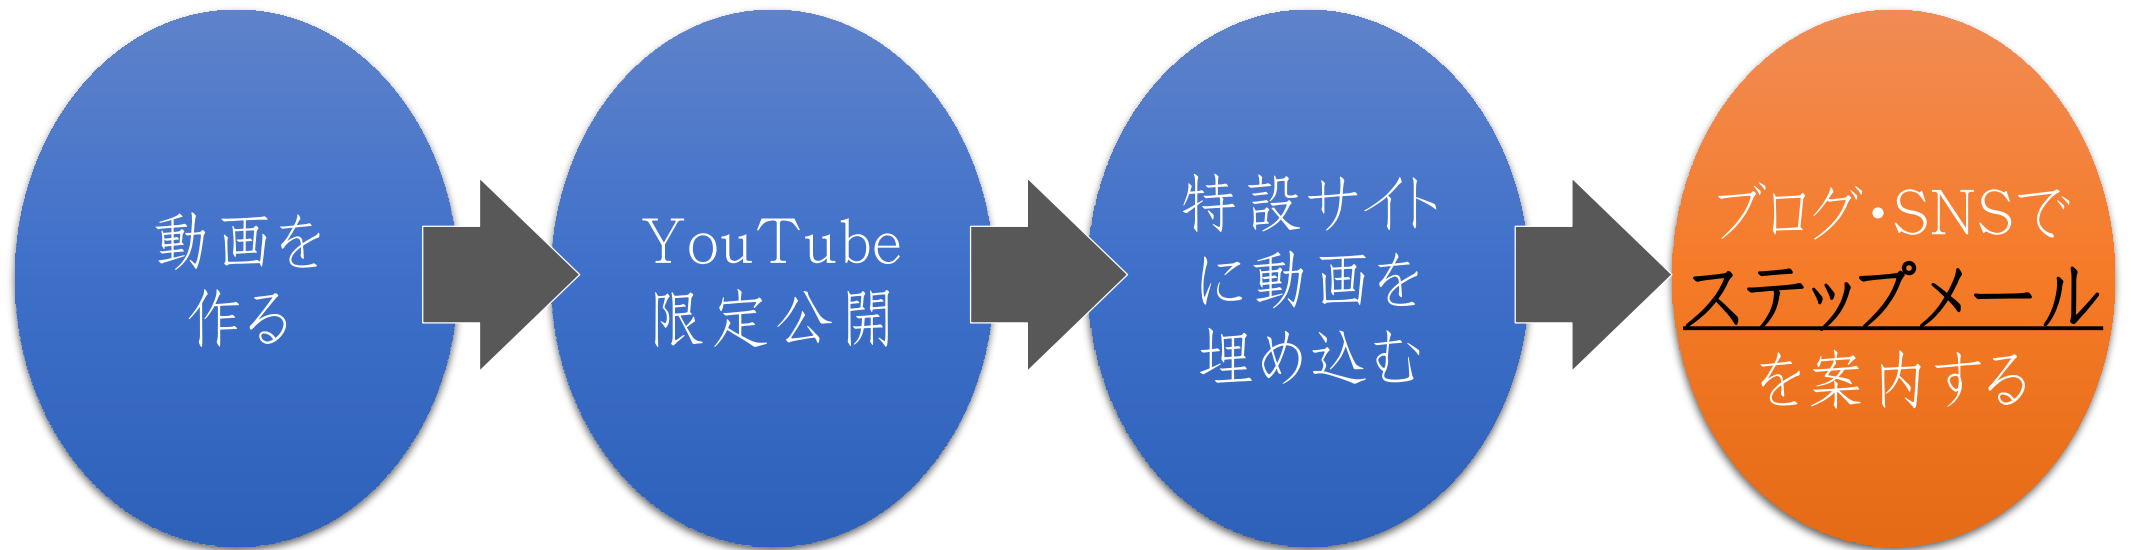 動画を
作る
YouTube
限定公開
特設サイト
に動画を
埋め込む
ブログ・SNSで
ステップメール
を案内する